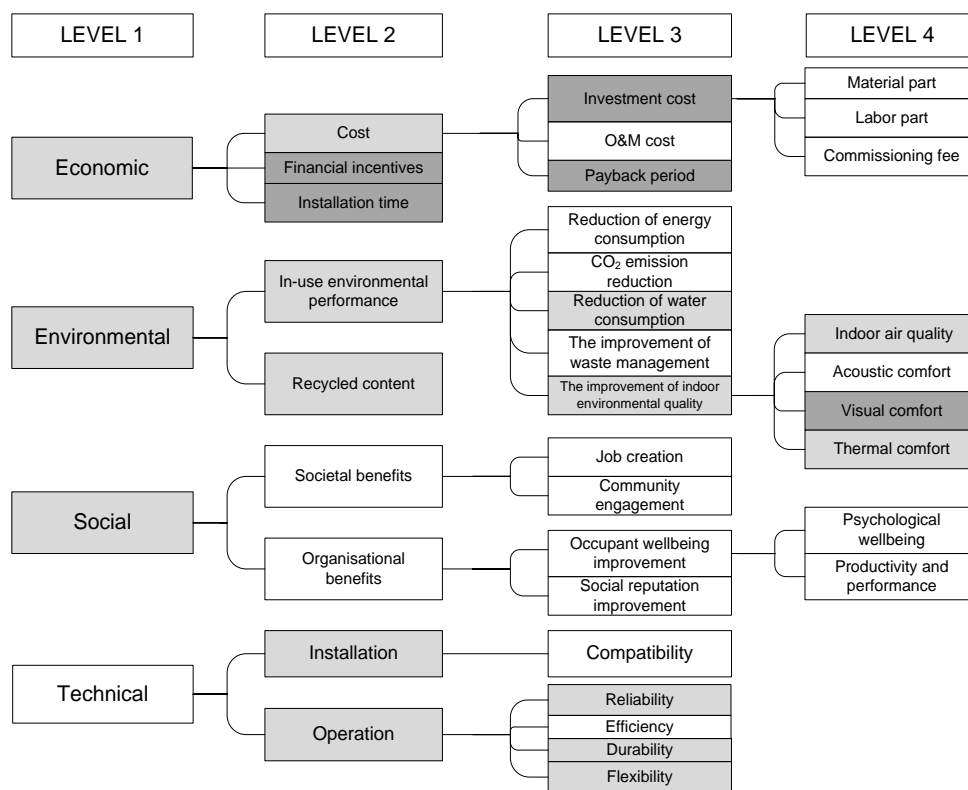 LEVEL 1
LEVEL 2
LEVEL 3
LEVEL 4
Economic
Cost
Financial incentives
Installation time
Investment cost
O&M cost
Payback period
Material part
Labor part
Commissioning fee
Environmental
In-use environmental
performance
Recycled content
Reduction of energy
consumption
CO₂ emission
reduction
Reduction of water
consumption
The improvement of
waste management
The improvement of indoor
environmental quality
Indoor air quality
Acoustic comfort
Visual comfort
Thermal comfort
Social
Societal benefits
Organisational
benefits
Job creation
Community
engagement
Occupant wellbeing
improvement
Social reputation
improvement
Psychological
wellbeing
Productivity and
performance
Technical
Installation
Operation
Compatibility
Reliability
Efficiency
Durability
Flexibility